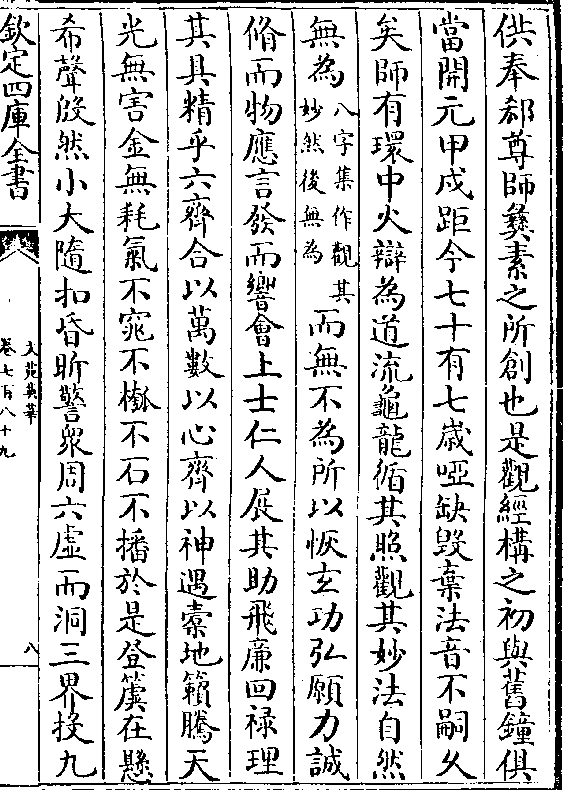 供奉郗尊師彝素之所創也是觀經構之初與舊鐘俱
當開元甲戍距今七十有七歲啞缺毀棄法音不嗣久
矣師有環中火辯為道流龜龍循其照觀其妙法自然
無為八字集作觀其妙然後無為而無不為所以恢玄功弘願力誠
脩而物應言發而響會上士仁人展其助飛廉回祿理
其具精乎六齊合以萬數以心齊以神遇橐地籟騰天
光無害金無耗氣不窕不槬不石不播於是登簴在懸
希聲殷然小大隨扣昏昕警衆周六虛而洞三界掞九
欽定四庫全書
文苑英華
卷七百八十九
八